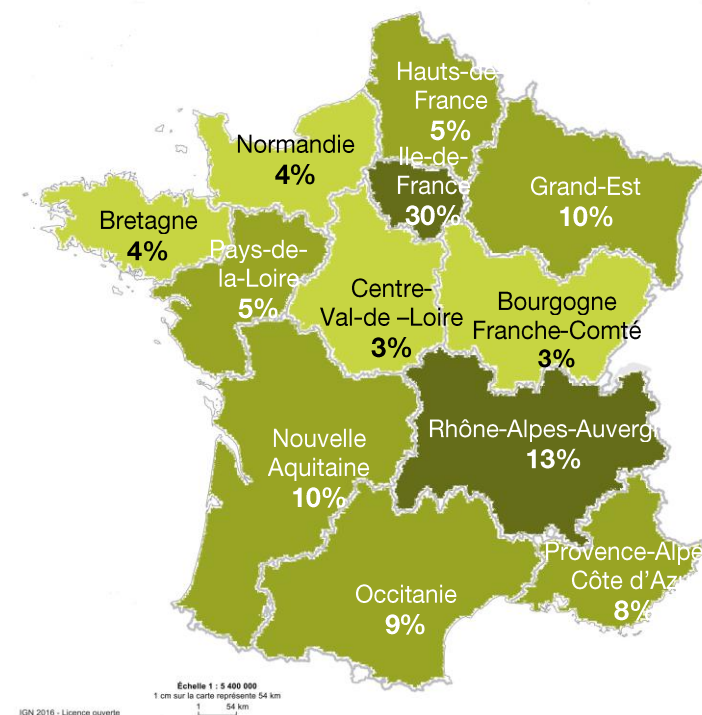 Hauts-de-
France
5%
Normandie
4%
Ile-de-
France
30%
Grand-Est
10%
Bretagne
4%
Pays-de-
la-Loire
5%
Centre-
Val-de –Loire
3%
Bourgogne
Franche-Comté
3%
Rhône-Alpes-Auverg
13%
Nouvelle
Aquitaine
10%
Provence-Alpe
Côte d'Azu
8%
Occitanie
9%
Échelle 1 : 5 400 000
1 cm sur la carte représente 54 km
1 54 km
IGN 2016 - Licence ouverte